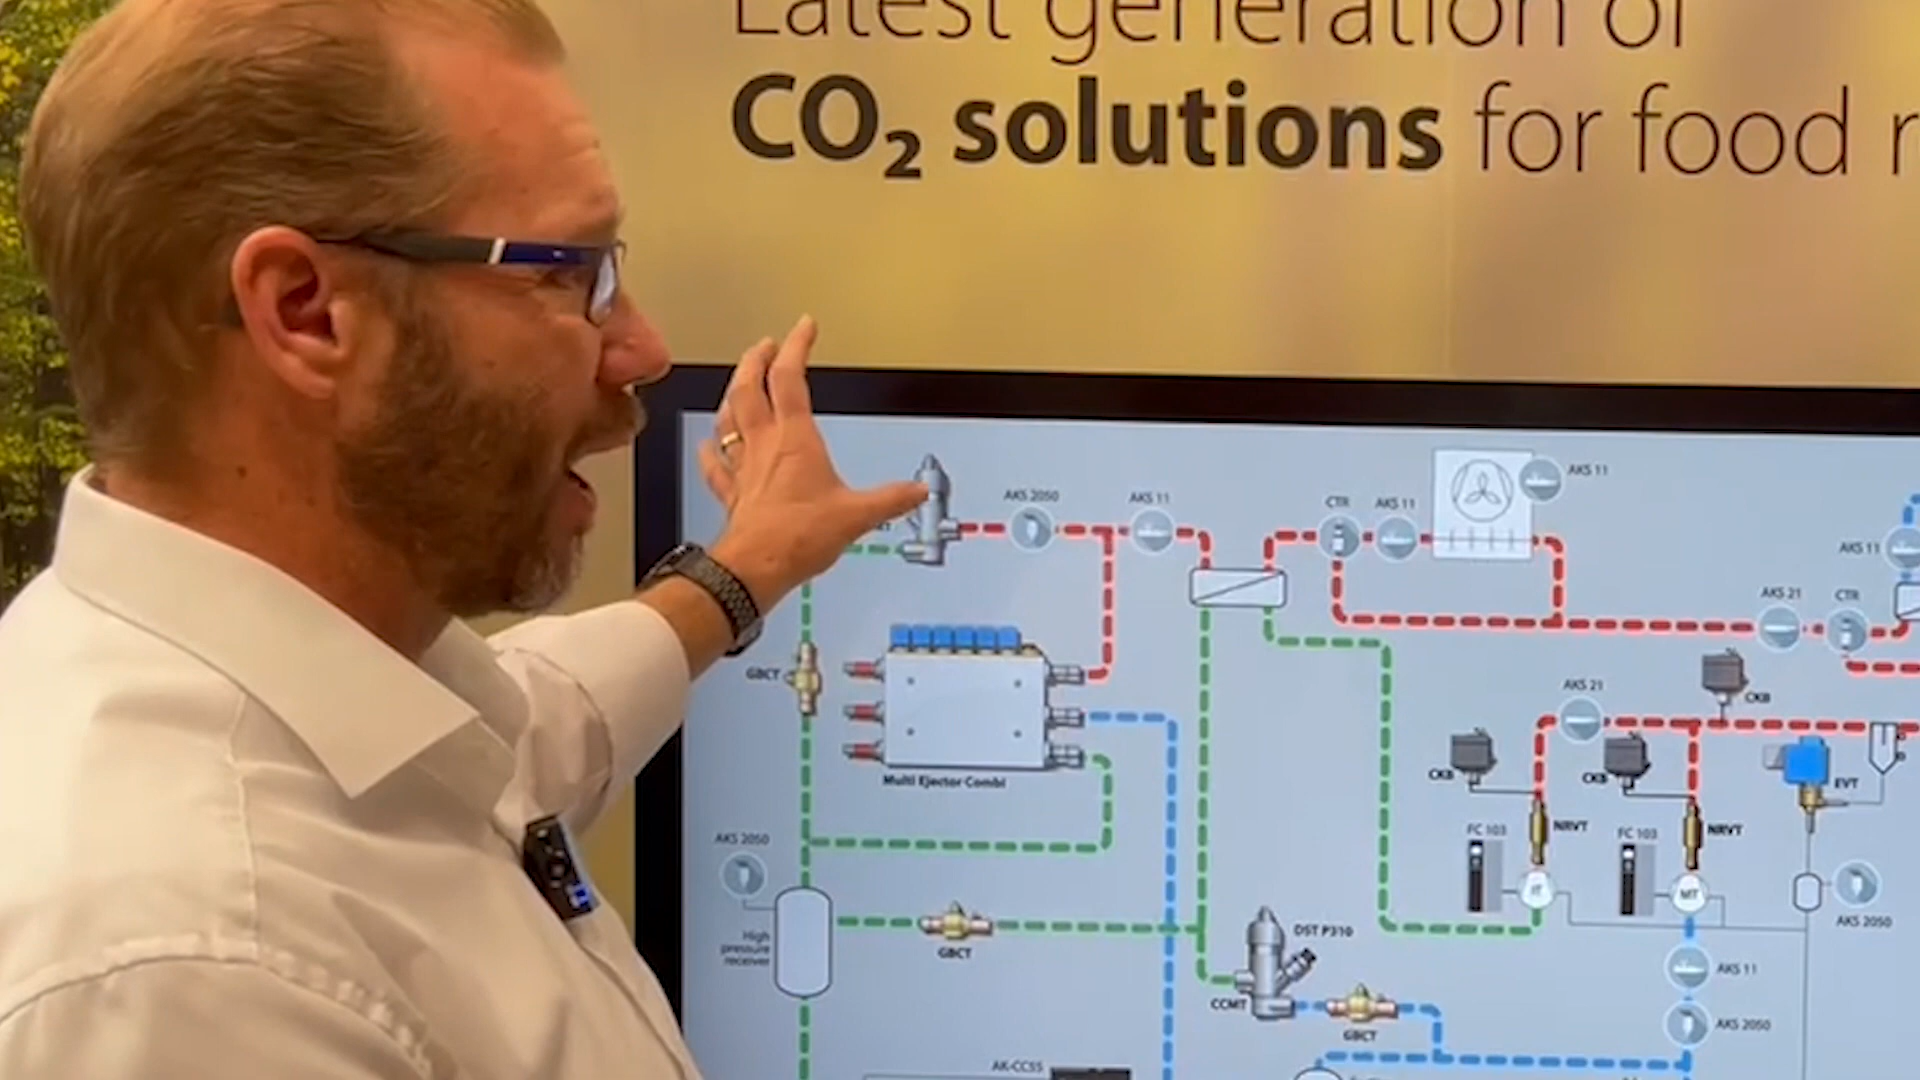 Latest generation of
CO₂ solutions for food r
AKS 11
AKS 2050
AKS 11
CTR
AKS 11
AKS 11
AKS 21
CTR
GBCT
AKS 21
CKB
CKB
CKB
EVT
Multi Ejector Combi
AKS 2050
FC 103
NRVT
FC 103
NRVT
IT
MT
AKS 2050
High
pressure
receiver
GBCT
DST P310
AKS 11
CCMT
GBCT
AKS 2050
AK-CC55